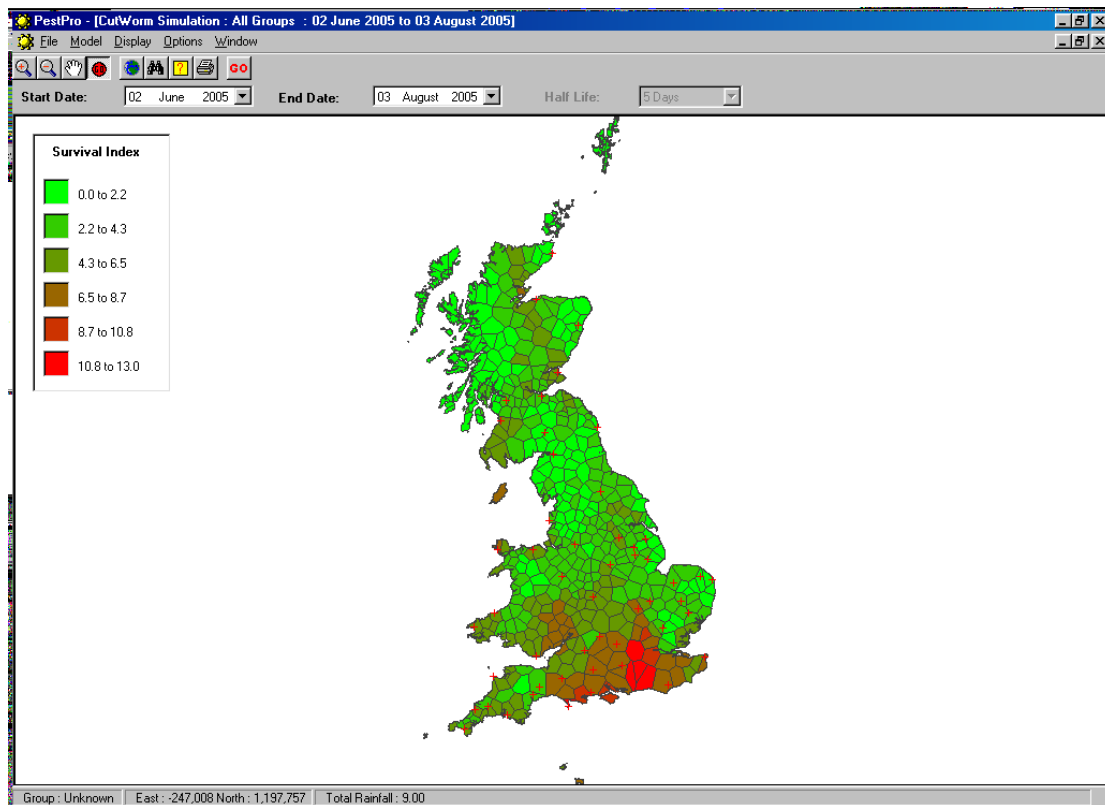 PestPro - [CutWorm Simulation : All Groups : 02 June 2005 to 03 August 2005]
File Model Display Options Window
GO
Start Date: 02 June 2005 End Date: 03 August 2005 Half Life: 5 Days
Survival Index
0.0 to 2.2
2.2 to 4.3
4.3 to 6.5
6.5 to 8.7
8.7 to 10.8
10.8 to 13.0
Group : Unknown East : -247,008 North : 1,197,757 Total Rainfall : 9.00